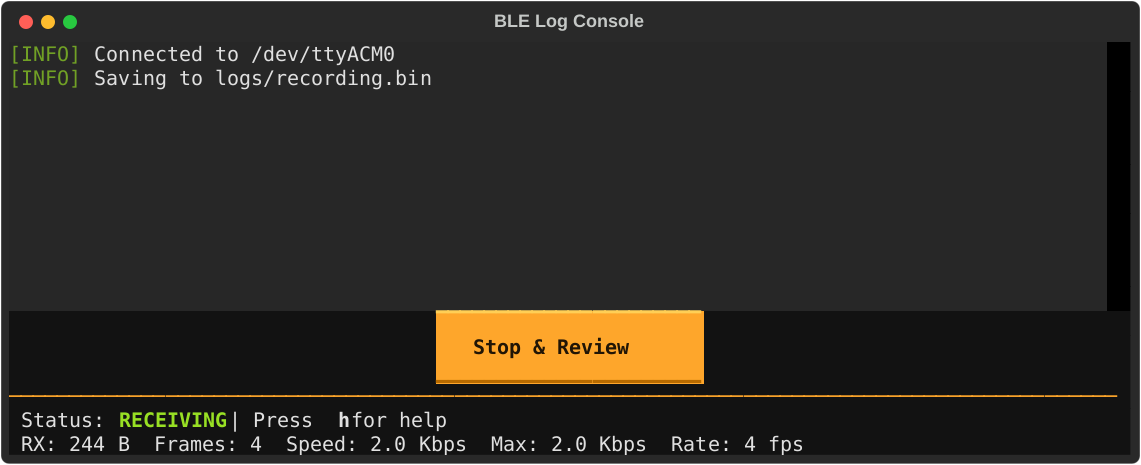 BLE Log Console
[INFO] Connected to /dev/ttyACM0
[INFO] Saving to logs/recording.bin
Stop & Review
Status: RECEIVING| Press  hfor help
RX: 244 B  Frames: 4  Speed: 2.0 Kbps  Max: 2.0 Kbps  Rate: 4 fps